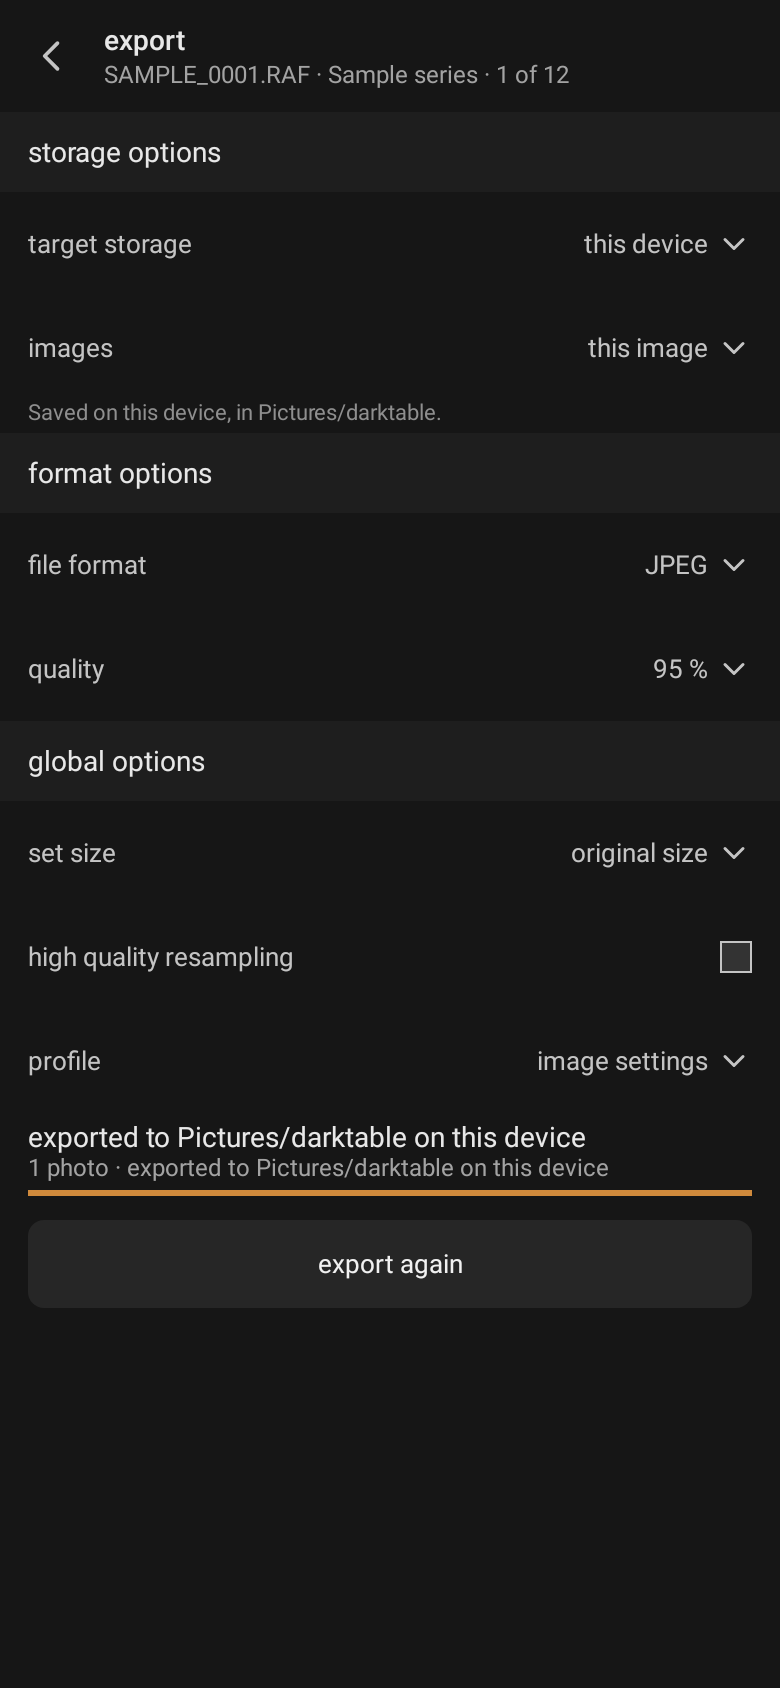 export
SAMPLE_0001.RAF · Sample series · 1 of 12
storage options
target storage this device
images this image
Saved on this device, in Pictures/darktable.
format options
file format JPEG
quality 95 %
global options
set size original size
high quality resampling
profile image settings
exported to Pictures/darktable on this device
1 photo · exported to Pictures/darktable on this device
export again